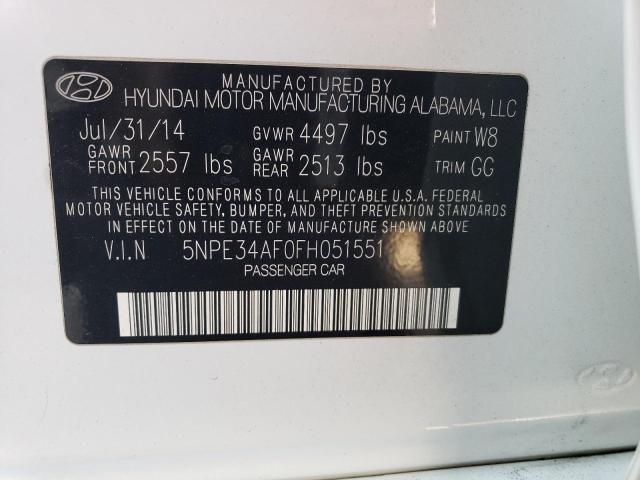 MANUFACTURED BY
HYUNDAI MOTOR MANUFACTURING ALABAMA, LLC
Jul/31/14 GVWR 4497 lbs PAINT W8
GAWR FRONT 2557 lbs GAWR REAR 2513 lbs TRIM GG
THIS VEHICLE CONFORMS TO ALL APPLICABLE U.S.A. FEDERAL
MOTOR VEHICLE SAFETY, BUMPER, AND THEFT PREVENTION STANDARDS
IN EFFECT ON THE DATE OF MANUFACTURE SHOWN ABOVE
V.I.N 5NPE34AF0FH051551
PASSENGER CAR